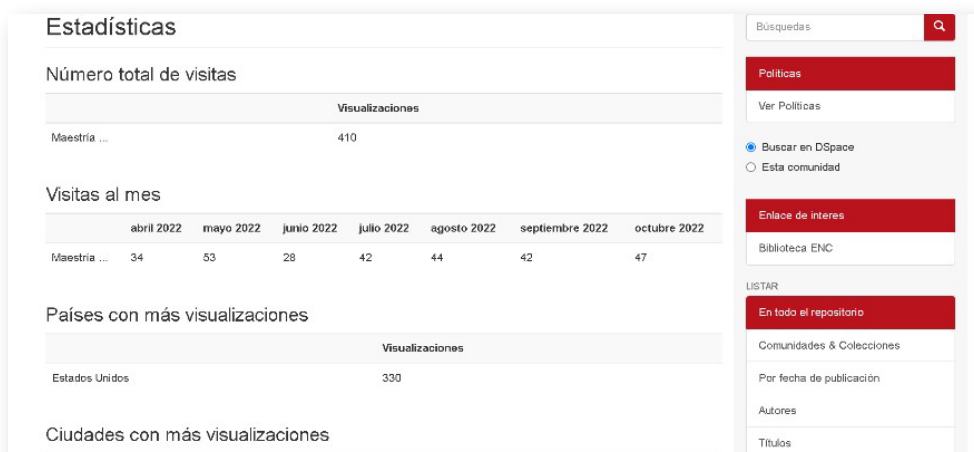 Estadísticas
Número total de visitas
Visualizaciones
Maestría ... 410
Visitas al mes
abril 2022 mayo 2022 junio 2022 julio 2022 agosto 2022 septiembre 2022 octubre 2022
Maestría ... 34 53 28 42 44 42 47
Países con más visualizaciones
Visualizaciones
Estados Unidos 330
Ciudades con más visualizaciones
Búsquedas
Políticas
Ver Políticas
Buscar en DSpace
Esta comunidad
Enlace de interes
Biblioteca ENC
LISTAR
En todo el repositorio
Comunidades & Colecciones
Por fecha de publicación
Autores
Títulos